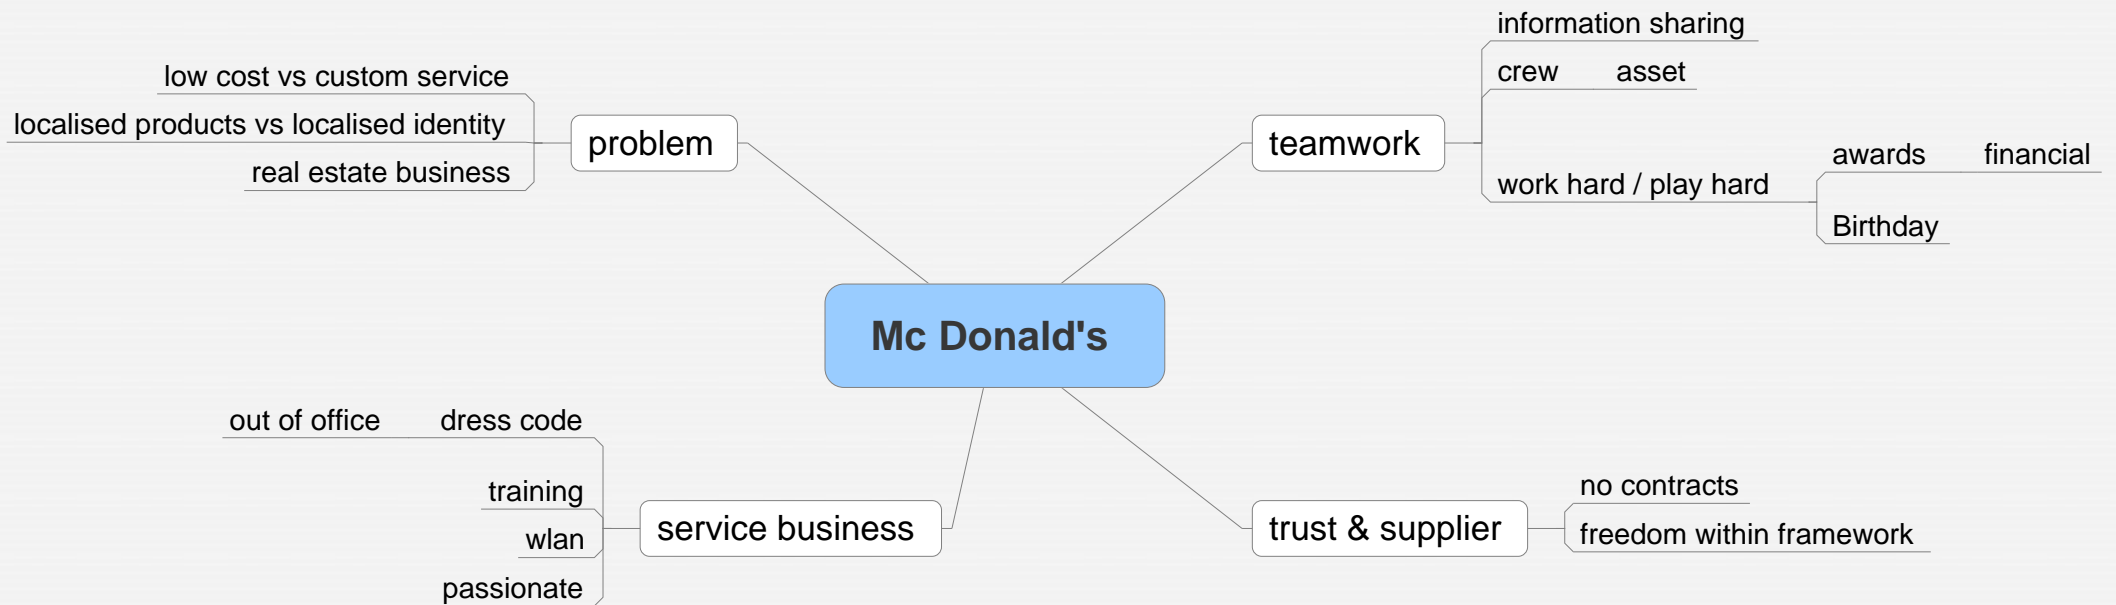 Mc Donald's
teamwork
information sharing
crew asset
work hard / play hard
awards financial
Birthday
trust & supplier
no contracts
freedom within framework
service business
out of office dress code
training
wlan
passionate
problem
low cost vs custom service
localised products vs localised identity
real estate business